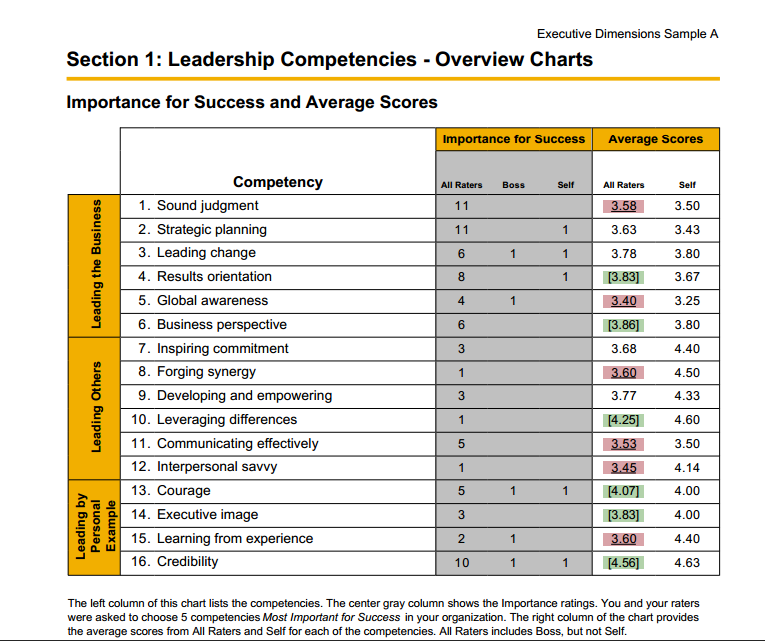 Executive Dimensions Sample A
Section 1: Leadership Competencies - Overview Charts
Importance for Success and Average Scores
Importance for Success Average Scores
Competency All Raters Boss Self All Raters Self
Leading the Business
1. Sound judgment 11 3.58 3.50
2. Strategic planning 11 1 3.63 3.43
3. Leading change 6 1 1 3.78 3.80
4. Results orientation 8 1 [3.83] 3.67
5. Global awareness 4 1 3.40 3.25
6. Business perspective 6 [3.86] 3.80
Leading Others
7. Inspiring commitment 3 3.68 4.40
8. Forging synergy 1 3.60 4.50
9. Developing and empowering 3 3.77 4.33
10. Leveraging differences 1 [4.25] 4.60
11. Communicating effectively 5 3.53 3.50
12. Interpersonal savvy 1 3.45 4.14
Leading by
Personal
Example
13. Courage 5 1 1 [4.07] 4.00
14. Executive image 3 [3.83] 4.00
15. Learning from experience 2 1 3.60 4.40
16. Credibility 10 1 1 [4.56] 4.63
The left column of this chart lists the competencies. The center gray column shows the Importance ratings. You and your raters
were asked to choose 5 competencies Most Important for Success in your organization. The right column of the chart provides
the average scores from All Raters and Self for each of the competencies. All Raters includes Boss, but not Self.